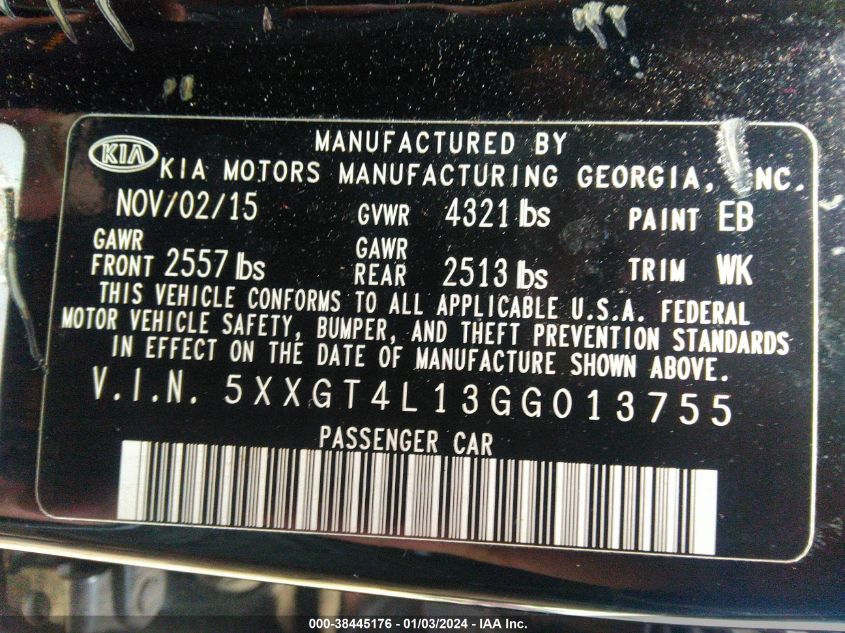 MANUFACTURED BY
KIA KIA MOTORS MANUFACTURING GEORGIA, INC.
NOV/02/15 GVWR 4321 lbs PAINT EB
GAWR FRONT 2557 lbs GAWR REAR 2513 lbs TRIM WK
THIS VEHICLE CONFORMS TO ALL APPLICABLE U.S.A. FEDERAL
MOTOR VEHICLE SAFETY, BUMPER, AND THEFT PREVENTION STANDARDS
IN EFFECT ON THE DATE OF MANUFACTURE SHOWN ABOVE.
V.I.N. 5XXGT4L13GG013755
PASSENGER CAR
000-38445176 - 01/03/2024 - IAA Inc.